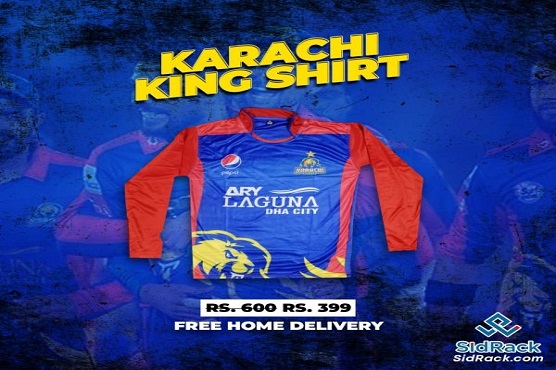 KARACHI
KING SHIRT
pepsi
ARY
LAGUNA
DHA CITY
RS. 600 RS. 399
FREE HOME DELIVERY
SidRack
SidRack.com